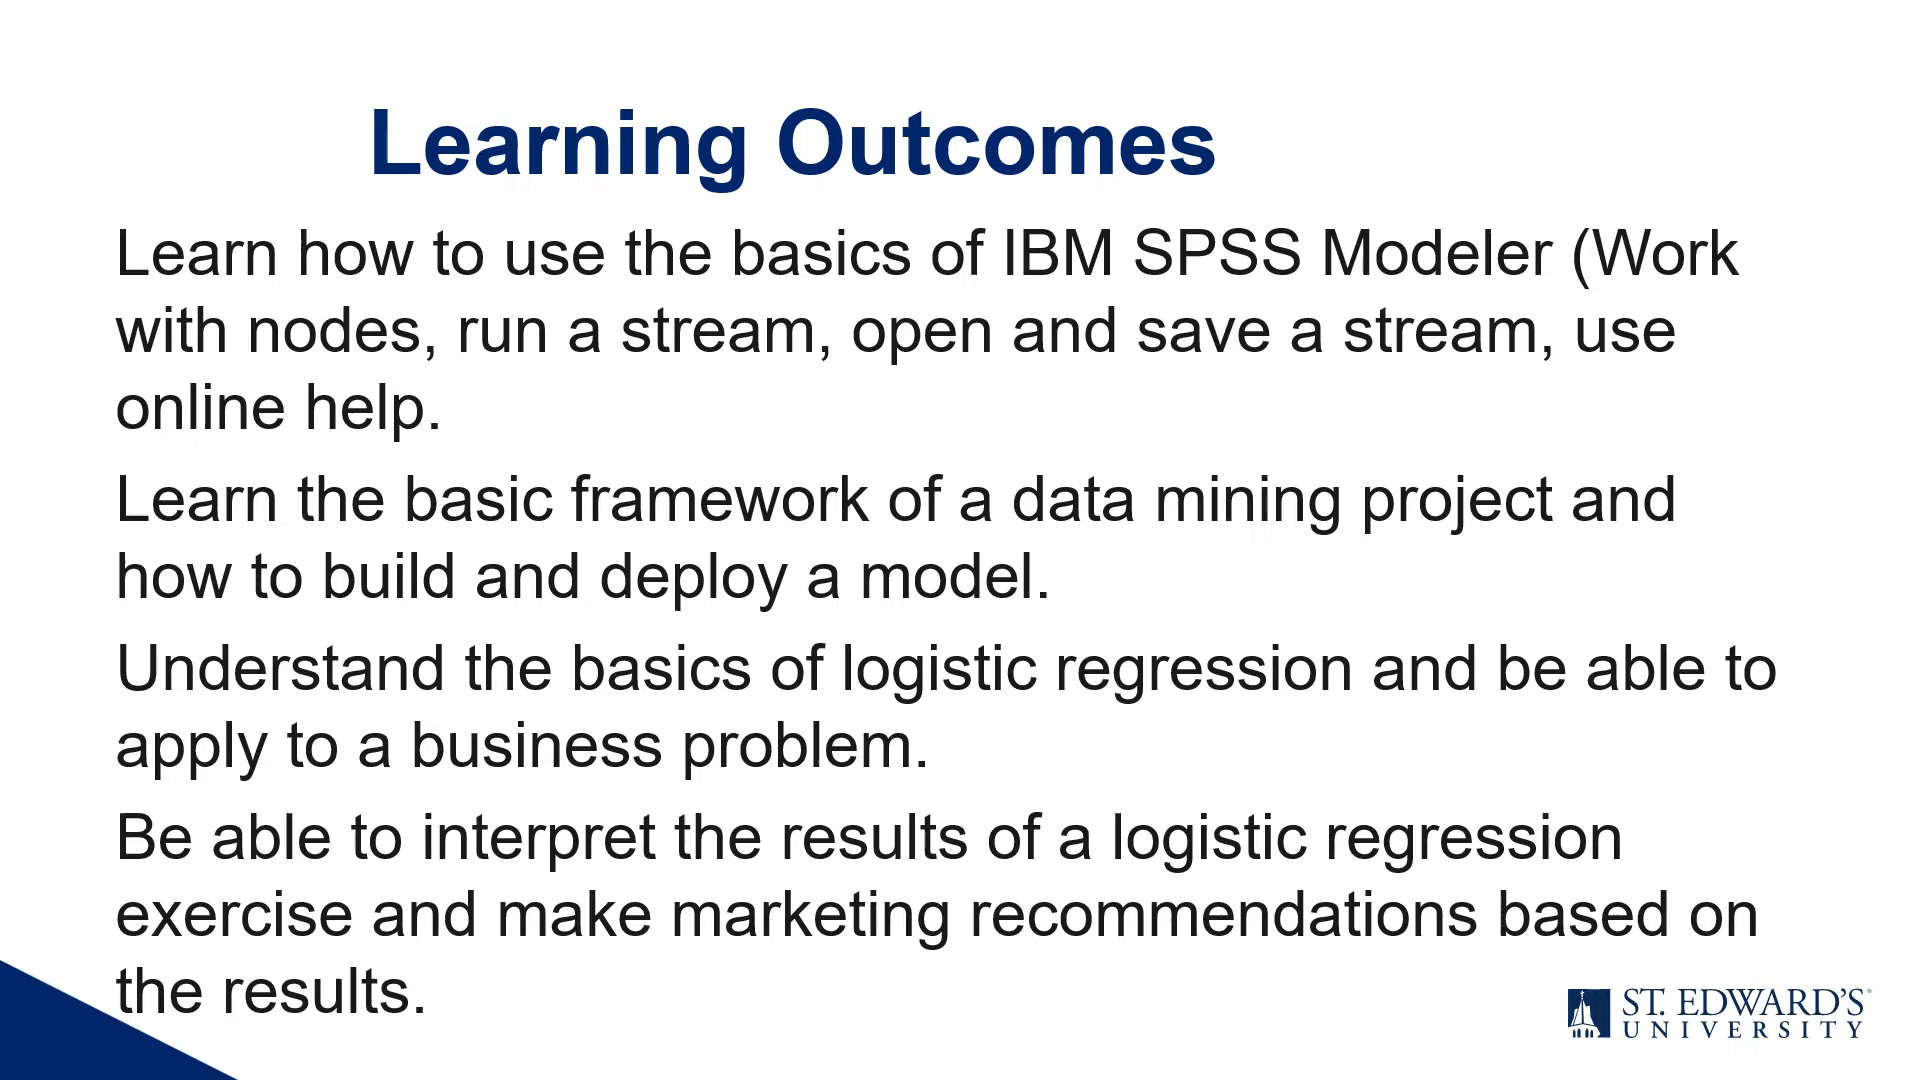 Learning Outcomes
Learn how to use the basics of IBM SPSS Modeler (Work
with nodes, run a stream, open and save a stream, use
online help.
Learn the basic framework of a data mining project and
how to build and deploy a model.
Understand the basics of logistic regression and be able to
apply to a business problem.
Be able to interpret the results of a logistic regression
exercise and make marketing recommendations based on
the results.
ST. EDWARD'S
UNIVERSITY